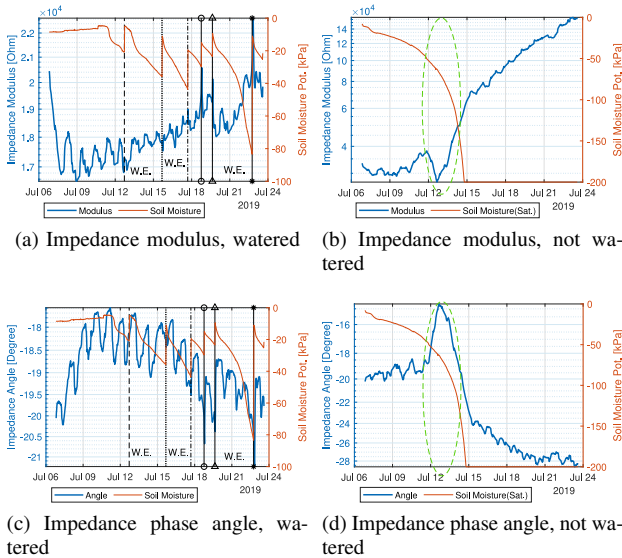 ×10⁴
2.2
2.1
2.0
1.9
1.8
1.7
Impedance Modulus [Ohm]
0
-20
-40
-60
-80
-100
Soil Moisture Pot. [kPa]
W.E.
W.E.
W.E.
Jul 06 Jul 09 Jul 12 Jul 15 Jul 18 Jul 21 Jul 24
2019
Modulus Soil Moisture
(a) Impedance modulus, watered
×10⁴
14
10
8
6
4
Impedance Modulus [Ohm]
0
-50
-100
-150
-200
Soil Moisture Pot. [kPa]
Jul 06 Jul 09 Jul 12 Jul 15 Jul 18 Jul 21 Jul 24
2019
Modulus Soil Moisture(Sat.)
(b) Impedance modulus, not wa-
tered
-18
-18.5
-19
-19.5
-20
-20.5
-21
Impedance Angle [Degree]
0
-20
-40
-60
-80
-100
Soil Moisture Pot. [kPa]
W.E.
W.E.
W.E.
Jul 06 Jul 09 Jul 12 Jul 15 Jul 18 Jul 21 Jul 24
2019
Angle Soil Moisture
(c) Impedance phase angle, wa-
tered
-16
-18
-20
-22
-24
-26
-28
Impedance Angle [Degree]
0
-50
-100
-150
-200
Soil Moisture Pot. [kPa]
Jul 06 Jul 09 Jul 12 Jul 15 Jul 18 Jul 21 Jul 24
2019
Angle Soil Moisture(Sat.)
(d) Impedance phase angle, not
watered